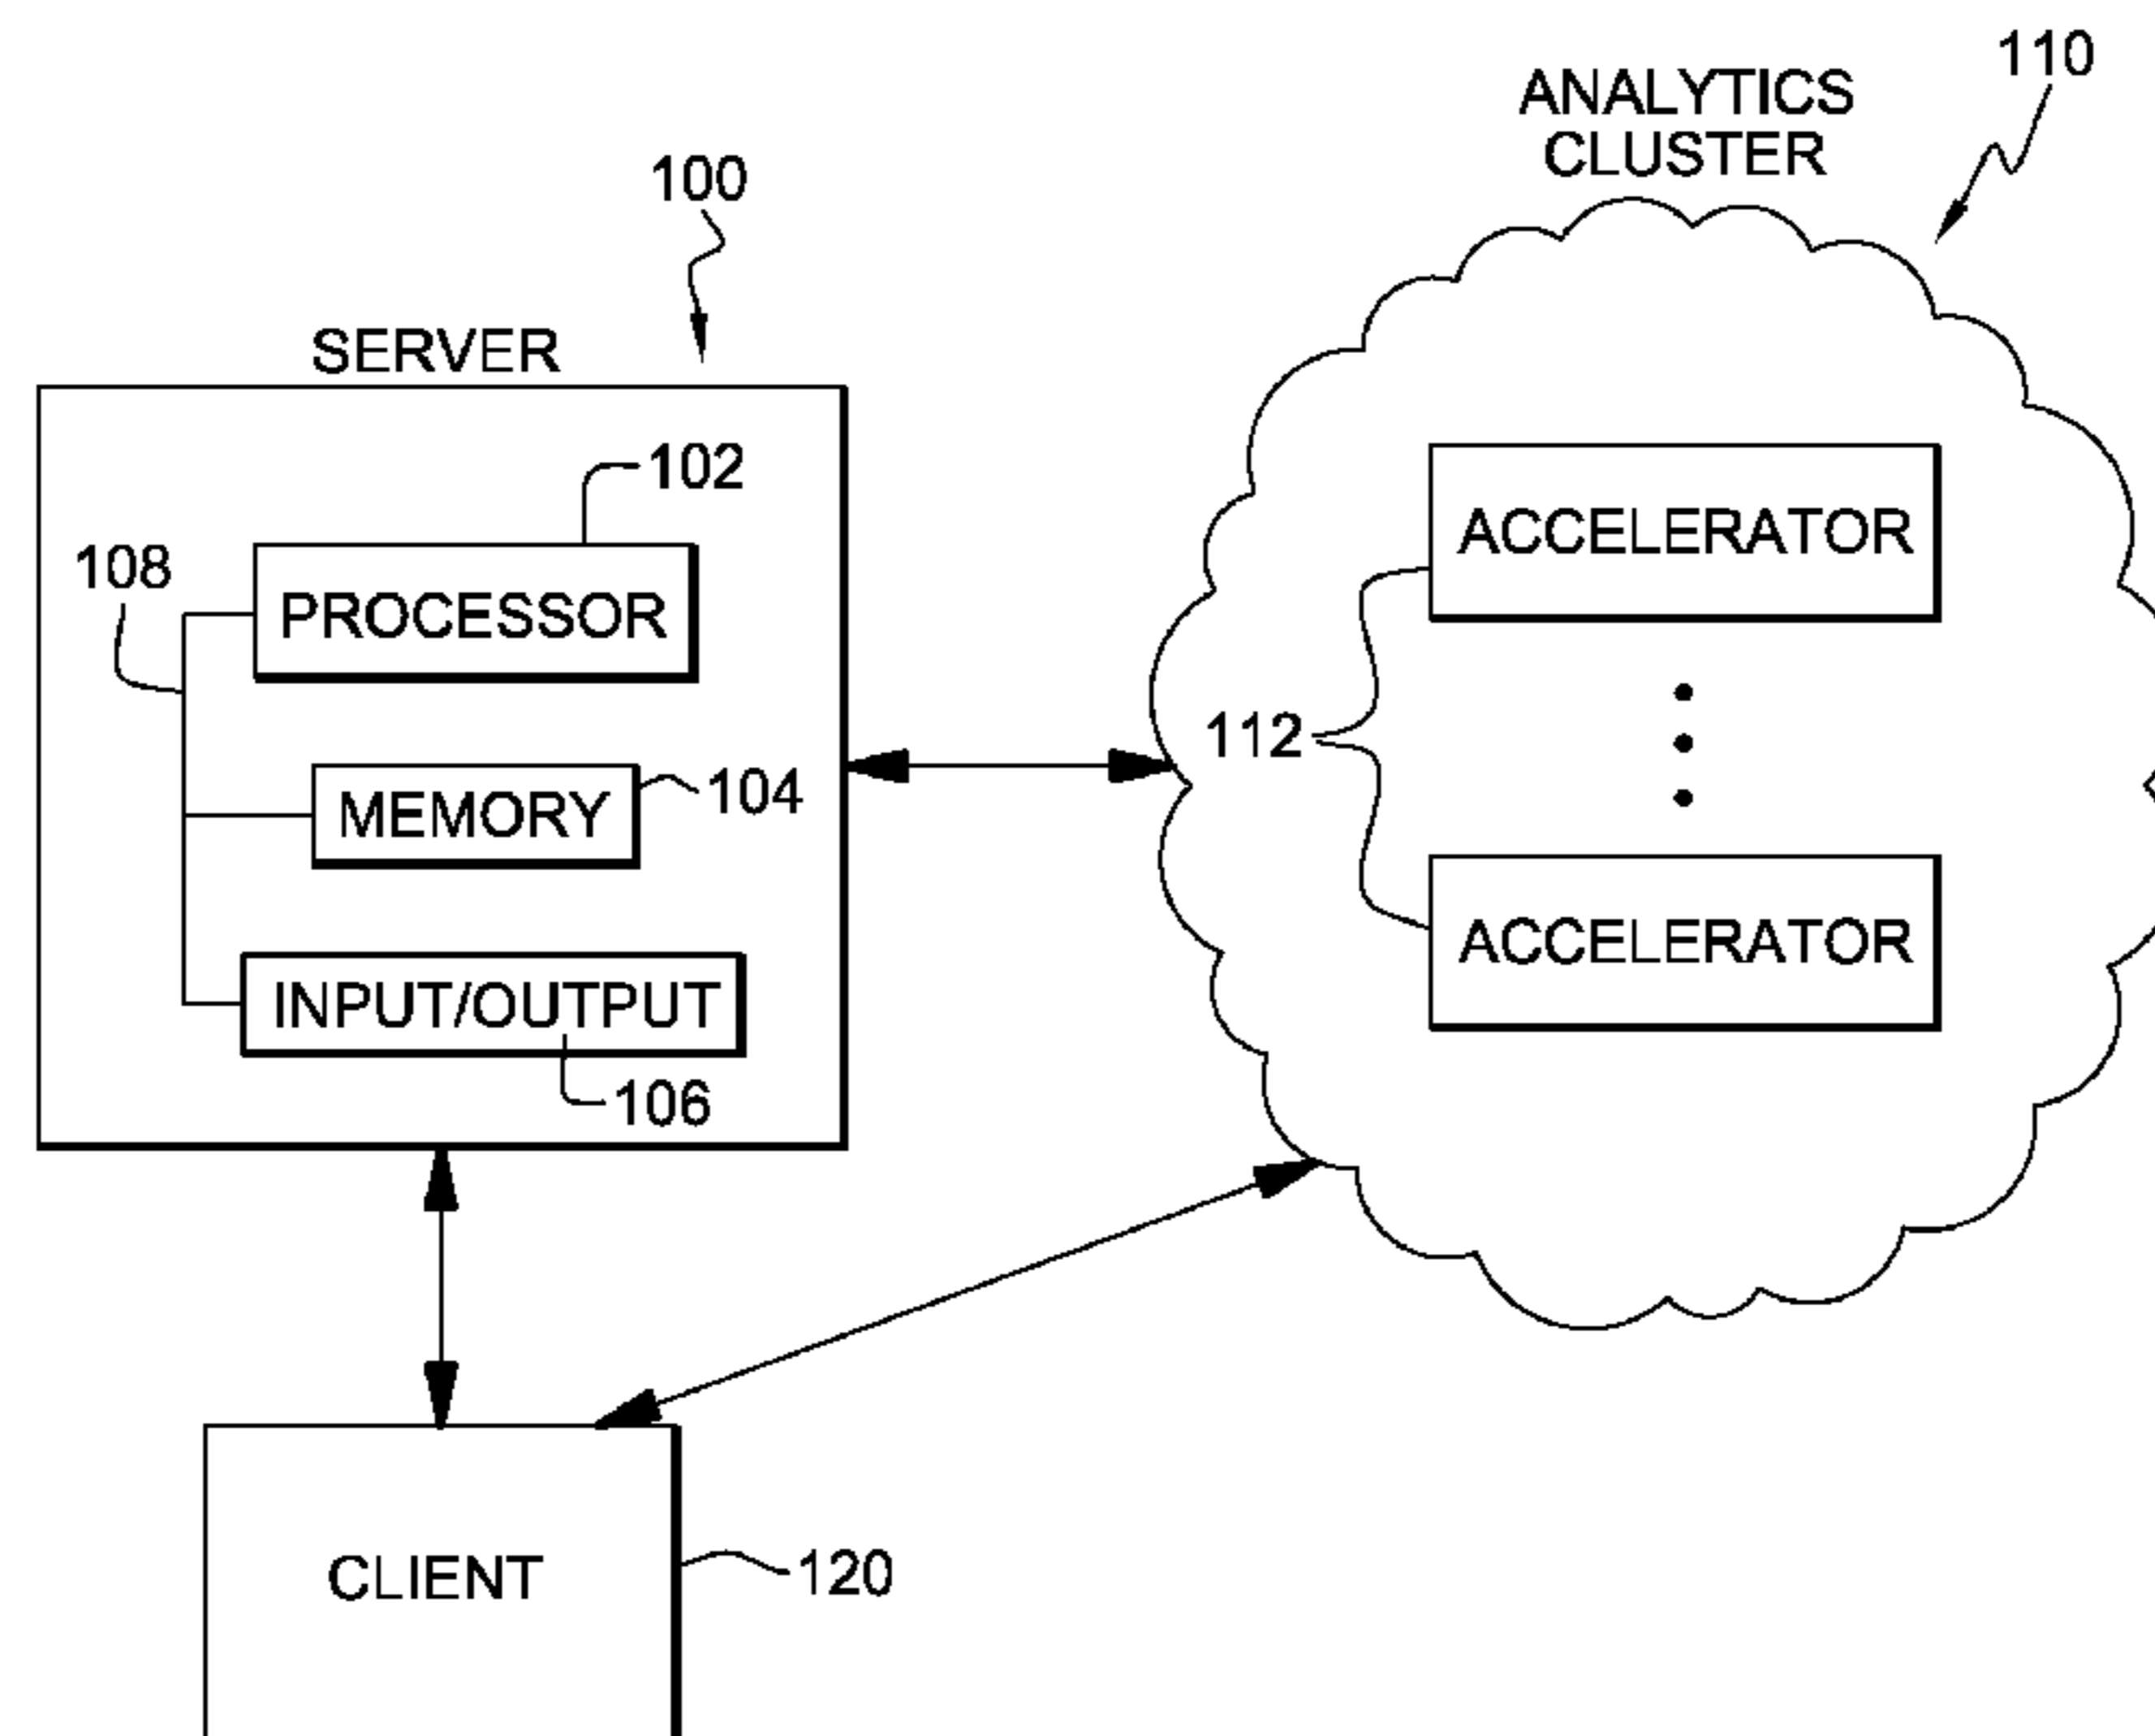 110
ANALYTICS
CLUSTER
100
SERVER
102
108
PROCESSOR
ACCELERATOR
112
104
MEMORY
ACCELERATOR
INPUT/OUTPUT
106
CLIENT
120